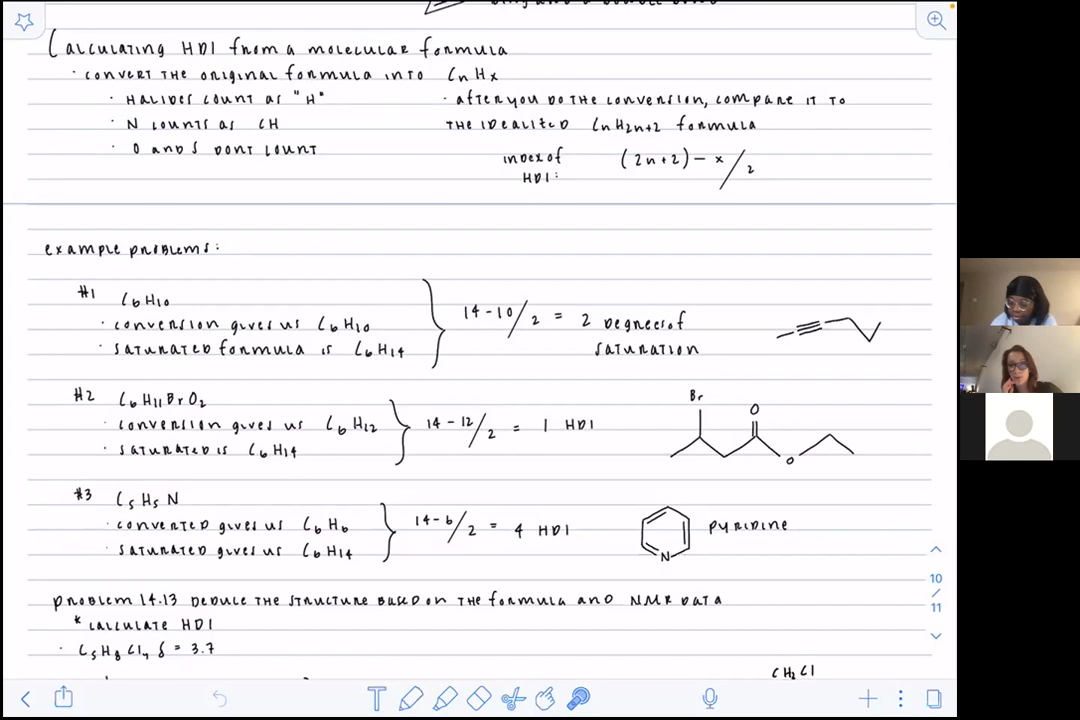 Calculating HDI from a molecular formula
· convert the original formula into CnHx
· Halides count as "H"
· N counts as CH
· O and S dont count
· after you do the conversion, compare it to
the idealized CnH2n+2 formula
index of HDI: (2n+2) - x / 2
example problems:
#1 C6H10
· conversion gives us C6H10
· saturated formula is C6H14
14-10/2 = 2 degrees of
saturation
#2 C6H11BrO2
· conversion gives us C6H12
· saturated is C6H14
14-12/2 = 1 HDI
Br
O
O
#3 C5H5N
· converted gives us C6H6
· saturated gives us C6H14
14-6/2 = 4 HDI
N
pyridine
problem 14.13 deduce the structure based on the formula and NMR data
* calculate HDI
· C5H8Cl4 δ = 3.7
CH2Cl
10
/
11
T